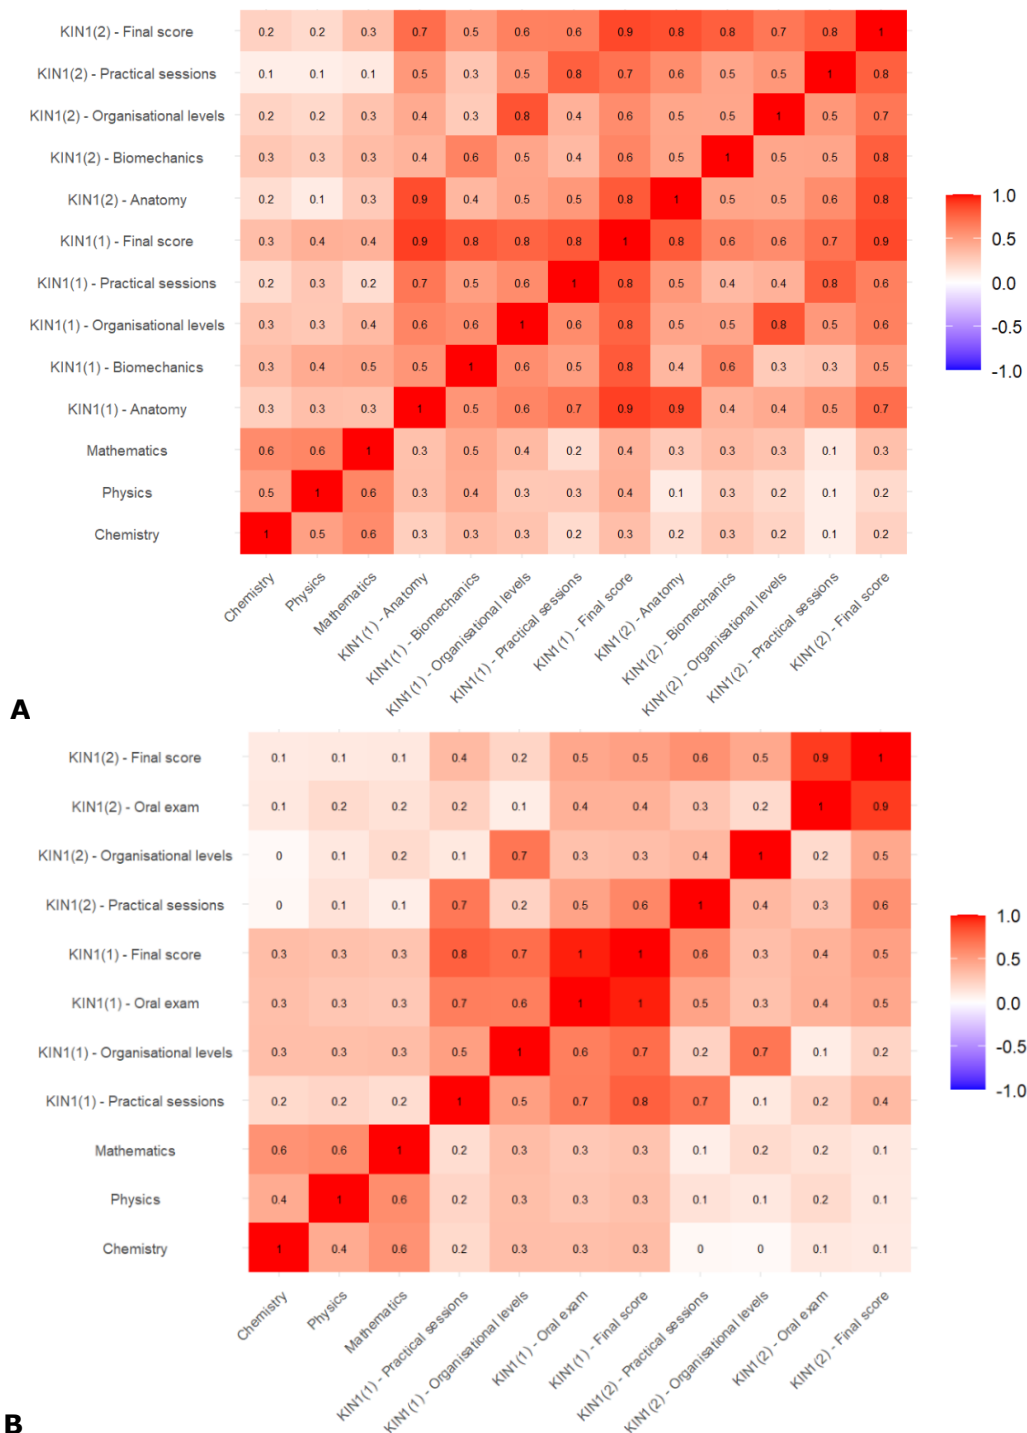 KIN1(2) - Final score 0.2 0.2 0.3 0.7 0.5 0.6 0.6 0.9 0.8 0.8 0.7 0.8 1
KIN1(2) - Practical sessions 0.1 0.1 0.1 0.5 0.3 0.5 0.8 0.7 0.6 0.5 0.5 1 0.8
KIN1(2) - Organisational levels 0.2 0.2 0.3 0.4 0.3 0.8 0.4 0.6 0.5 0.5 1 0.5 0.7
KIN1(2) - Biomechanics 0.3 0.3 0.3 0.4 0.6 0.5 0.4 0.6 0.5 1 0.5 0.5 0.8
KIN1(2) - Anatomy 0.2 0.1 0.3 0.9 0.4 0.5 0.5 0.8 1 0.5 0.5 0.6 0.8
KIN1(1) - Final score 0.3 0.4 0.4 0.9 0.8 0.8 0.8 1 0.8 0.6 0.6 0.7 0.9
KIN1(1) - Practical sessions 0.2 0.3 0.2 0.7 0.5 0.6 1 0.8 0.5 0.4 0.4 0.8 0.6
KIN1(1) - Organisational levels 0.3 0.3 0.4 0.6 0.6 1 0.6 0.8 0.5 0.5 0.8 0.5 0.6
KIN1(1) - Biomechanics 0.3 0.4 0.5 0.5 1 0.6 0.5 0.8 0.4 0.6 0.3 0.3 0.5
KIN1(1) - Anatomy 0.3 0.3 0.3 1 0.5 0.6 0.7 0.9 0.9 0.4 0.4 0.5 0.7
Mathematics 0.6 0.6 1 0.3 0.5 0.4 0.2 0.4 0.3 0.3 0.3 0.1 0.3
Physics 0.5 1 0.6 0.3 0.4 0.3 0.3 0.4 0.1 0.3 0.2 0.1 0.2
Chemistry 1 0.5 0.6 0.3 0.3 0.3 0.2 0.3 0.2 0.3 0.2 0.1 0.2
1.0
0.5
0.0
-0.5
-1.0
Chemistry
Physics
Mathematics
KIN1(1) - Anatomy
KIN1(1) - Biomechanics
KIN1(1) - Organisational levels
KIN1(1) - Practical sessions
KIN1(1) - Final score
KIN1(2) - Anatomy
KIN1(2) - Biomechanics
KIN1(2) - Organisational levels
KIN1(2) - Practical sessions
KIN1(2) - Final score
A
KIN1(2) - Final score 0.1 0.1 0.1 0.4 0.2 0.5 0.5 0.6 0.5 0.9 1
KIN1(2) - Oral exam 0.1 0.2 0.2 0.2 0.1 0.4 0.4 0.3 0.2 1 0.9
KIN1(2) - Organisational levels 0 0.1 0.2 0.1 0.7 0.3 0.3 0.4 1 0.2 0.5
KIN1(2) - Practical sessions 0 0.1 0.1 0.7 0.2 0.5 0.6 1 0.4 0.3 0.6
KIN1(1) - Final score 0.3 0.3 0.3 0.8 0.7 1 1 0.6 0.3 0.4 0.5
KIN1(1) - Oral exam 0.3 0.3 0.3 0.7 0.6 1 1 0.5 0.3 0.4 0.5
KIN1(1) - Organisational levels 0.3 0.3 0.3 0.5 1 0.6 0.7 0.2 0.7 0.1 0.2
KIN1(1) - Practical sessions 0.2 0.2 0.2 1 0.5 0.7 0.8 0.7 0.1 0.2 0.4
Mathematics 0.6 0.6 1 0.2 0.3 0.3 0.3 0.1 0.2 0.2 0.1
Physics 0.4 1 0.6 0.2 0.3 0.3 0.3 0.1 0.1 0.2 0.1
Chemistry 1 0.4 0.6 0.2 0.3 0.3 0.3 0 0 0.1 0.1
1.0
0.5
0.0
-0.5
-1.0
Chemistry
Physics
Mathematics
KIN1(1) - Practical sessions
KIN1(1) - Organisational levels
KIN1(1) - Oral exam
KIN1(1) - Final score
KIN1(2) - Practical sessions
KIN1(2) - Organisational levels
KIN1(2) - Oral exam
KIN1(2) - Final score
B